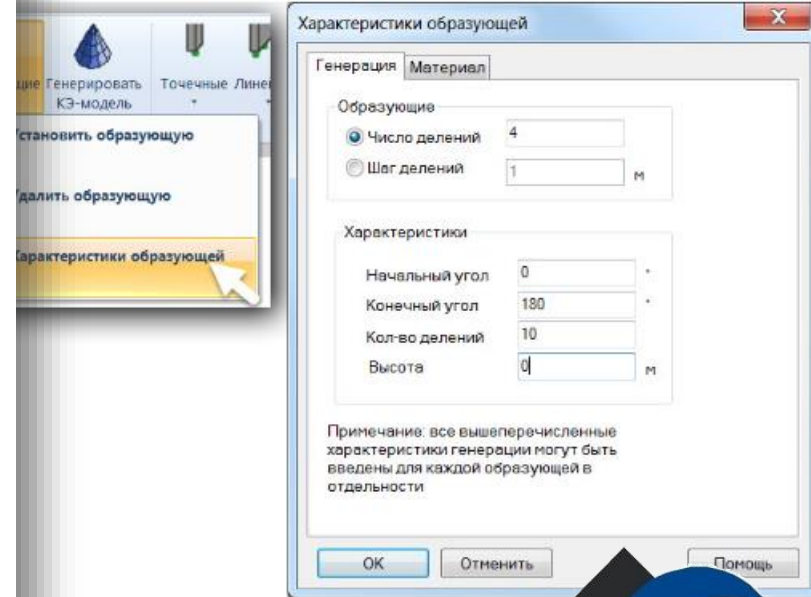 Генерировать
КЭ-модель
Точечные
Установить образующую
Удалить образующую
Характеристики образующей
Характеристики образующей
Генерация Материал
Образующие
Число делений 4
Шаг делений 1 м
Характеристики
Начальный угол 0 °
Конечный угол 180 °
Кол-во делений 10
Высота 0 м
Примечание: все вышеперечисленные
характеристики генерации могут быть
введены для каждой образующей в
отдельности
OK Отменить Помощь